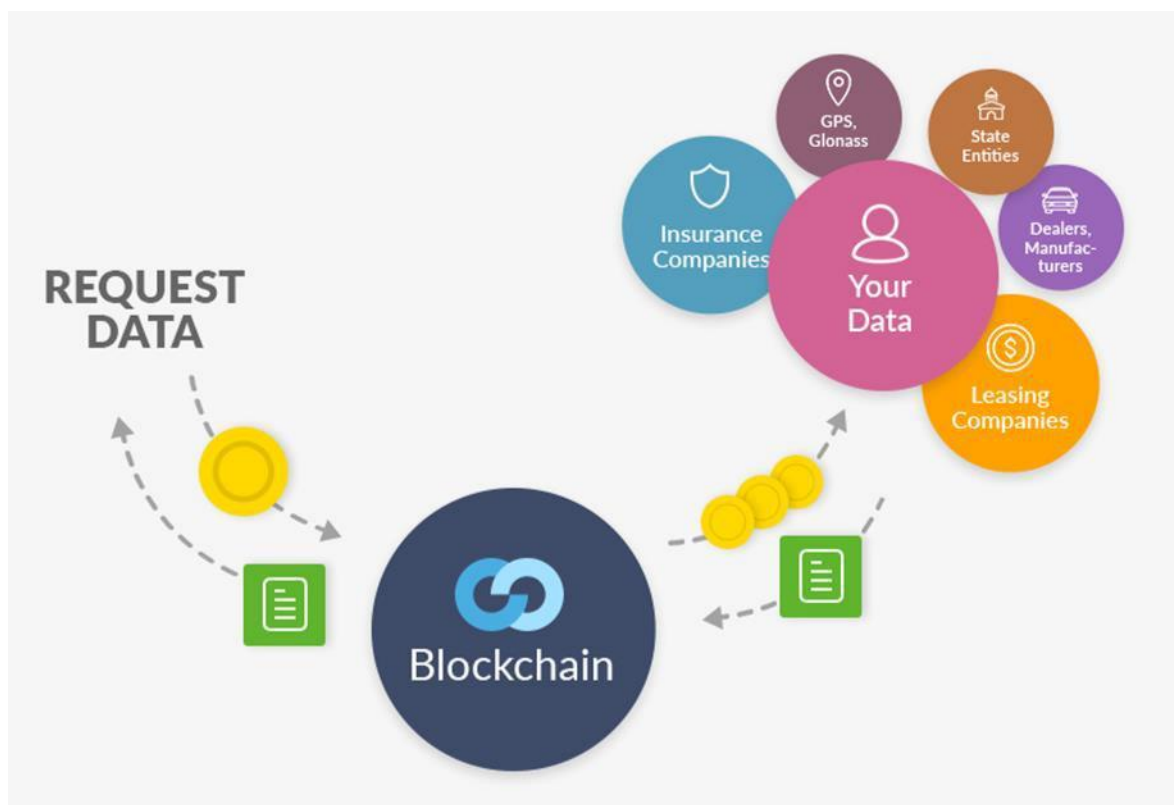 REQUEST
DATA
Blockchain
Insurance
Companies
GPS,
Glonass
State
Entities
Dealers,
Manufac-
turers
Your
Data
Leasing
Companies